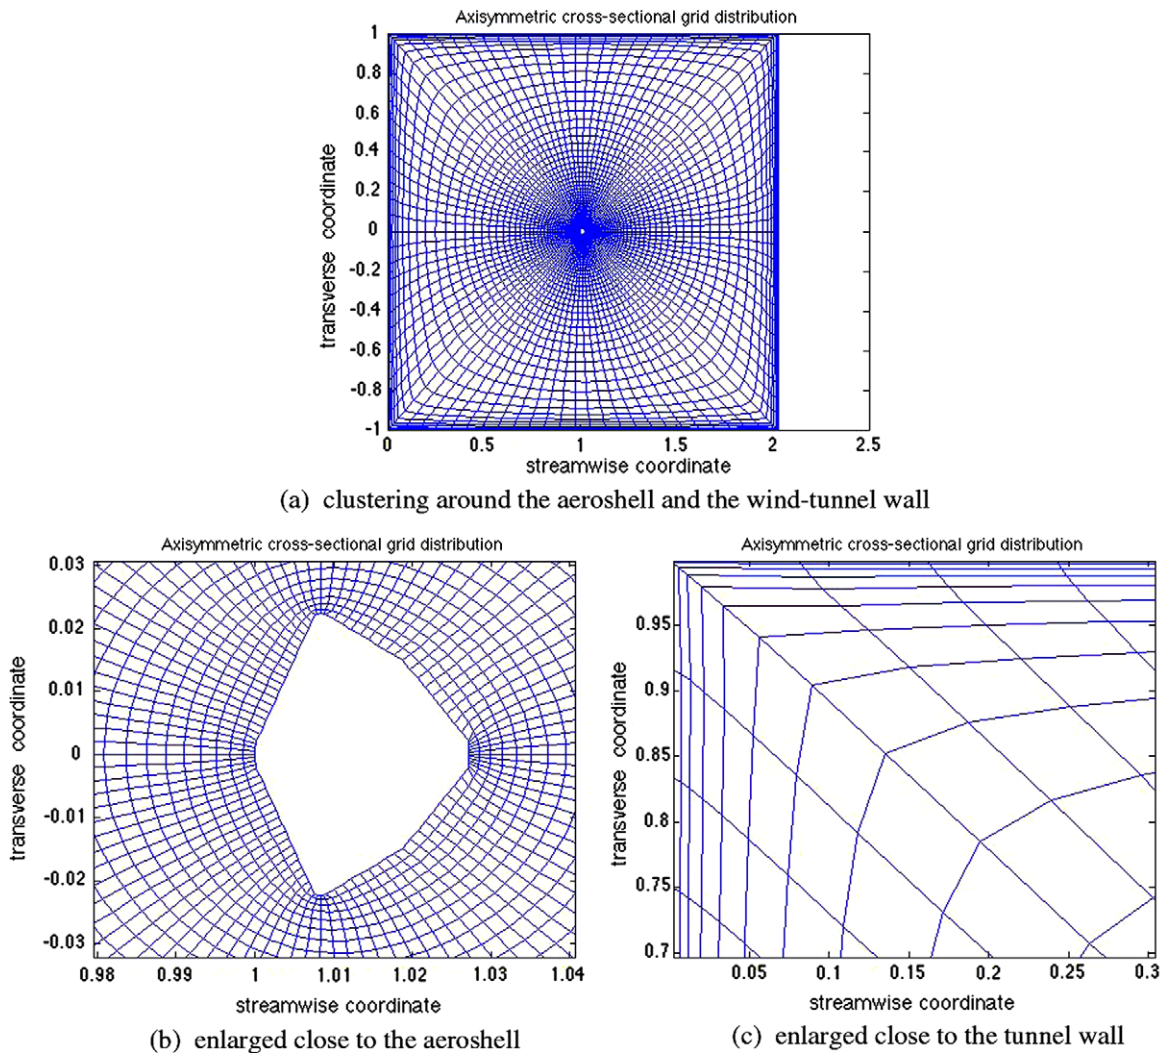 Axisymmetric cross-sectional grid distribution
1
0.8
0.6
0.4
0.2
0
-0.2
-0.4
-0.6
-0.8
-1
transverse coordinate
0 0.5 1 1.5 2 2.5
streamwise coordinate
(a) clustering around the aeroshell and the wind-tunnel wall
Axisymmetric cross-sectional grid distribution
0.03
0.02
0.01
0
-0.01
-0.02
-0.03
transverse coordinate
0.98 0.99 1 1.01 1.02 1.03 1.04
streamwise coordinate
(b) enlarged close to the aeroshell
Axisymmetric cross-sectional grid distribution
0.95
0.9
0.85
0.8
0.75
0.7
transverse coordinate
0.05 0.1 0.15 0.2 0.25 0.3
streamwise coordinate
(c) enlarged close to the tunnel wall